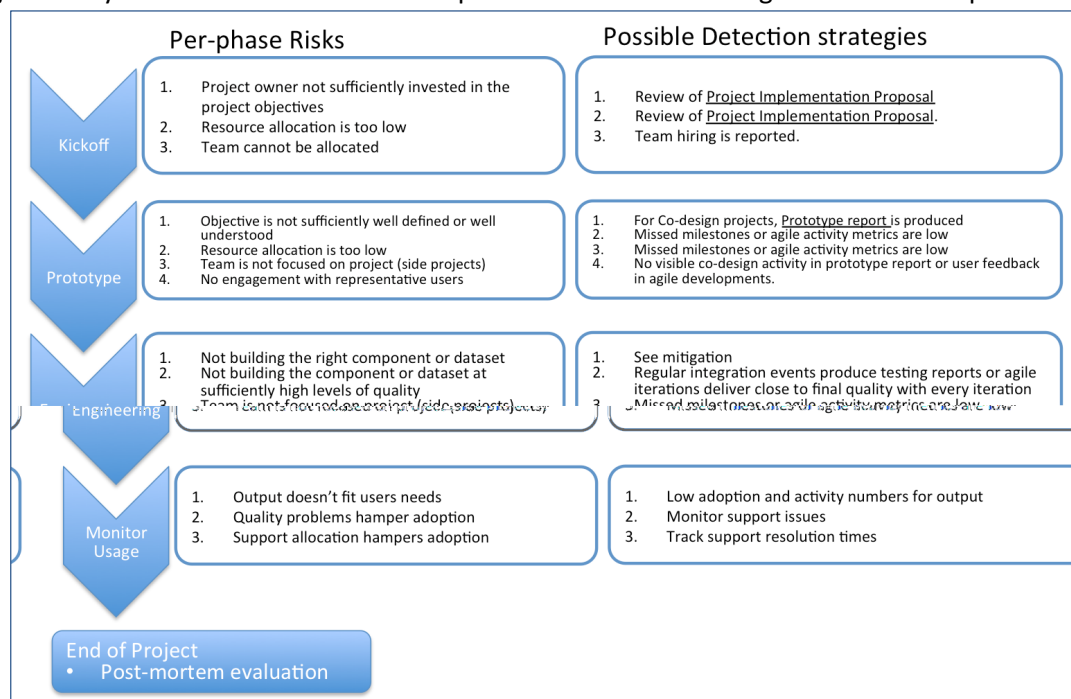 Per-phase Risks
Possible Detection strategies
Kickoff
1. Project owner not sufficiently invested in the
project objectives
2. Resource allocation is too low
3. Team cannot be allocated
1. Review of Project Implementation Proposal
2. Review of Project Implementation Proposal.
3. Team hiring is reported.
Prototype
1. Objective is not sufficiently well defined or well
understood
2. Resource allocation is too low
3. Team is not focused on project (side projects)
4. No engagement with representative users
1. For Co-design projects, Prototype report is produced
2. Missed milestones or agile activity metrics are low
3. Missed milestones or agile activity metrics are low
4. No visible co-design activity in prototype report or user feedback
in agile developments.
Engineering
1. Not building the right component or dataset
2. Not building the component or dataset at
sufficiently high levels of quality
1. See mitigation
2. Regular integration events produce testing reports or agile
iterations deliver close to final quality with every iteration
3. Missed milestones or agile activity metrics are low
Monitor
Usage
1. Output doesn't fit users needs
2. Quality problems hamper adoption
3. Support allocation hampers adoption
1. Low adoption and activity numbers for output
2. Monitor support issues
3. Track support resolution times
End of Project
• Post-mortem evaluation